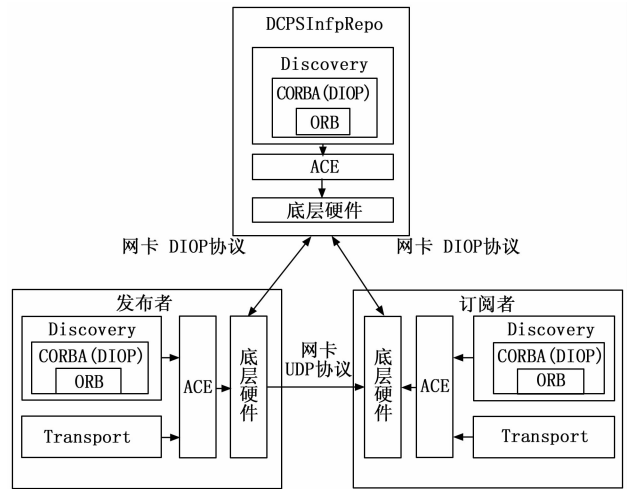 DCPSInfpRepo
Discovery
CORBA(DIOP)
ORB
ACE
底层硬件
网卡 DIOP协议
网卡 DIOP协议
发布者
Discovery
CORBA(DIOP)
ORB
Transport
ACE
底层硬件
网卡
UDP协议
订阅者
底层硬件
ACE
Discovery
CORBA(DIOP)
ORB
Transport